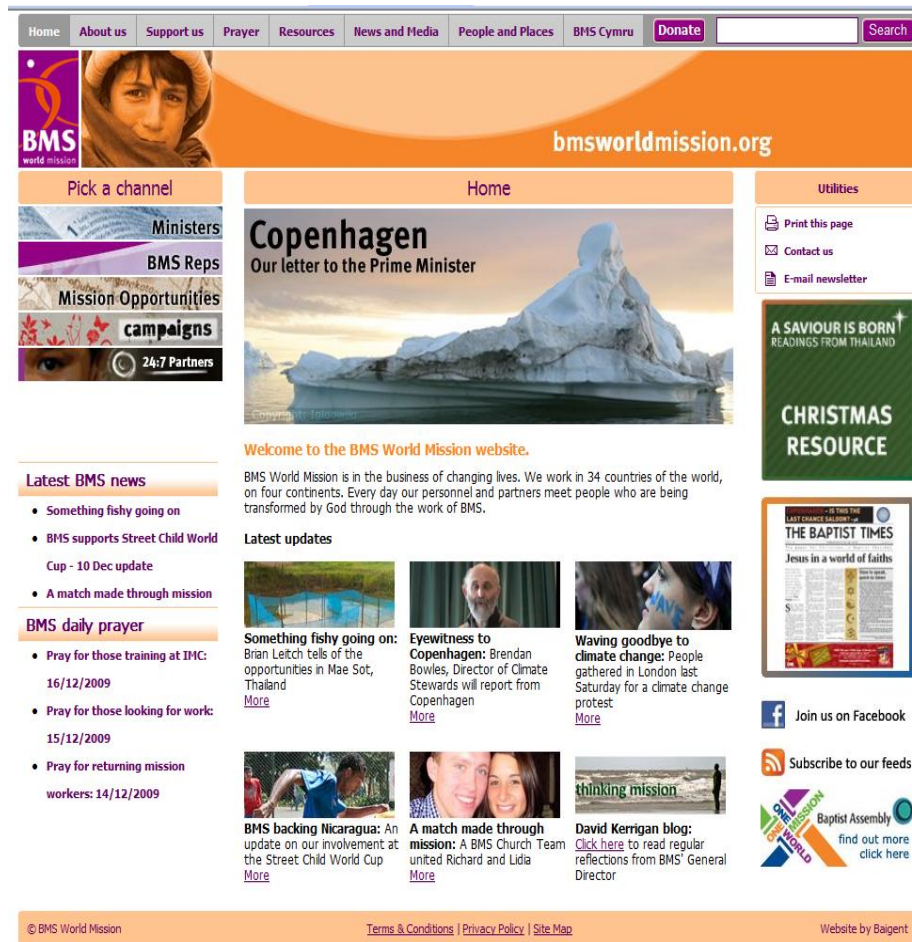 Home About us Support us Prayer Resources News and Media People and Places BMS Cymru Donate Search
BMS
world mission
bmsworldmission.org
Pick a channel
Ministers
BMS Reps
Mission Opportunities
campaigns
24:7 Partners
Latest BMS news
Something fishy going on
BMS supports Street Child World
Cup - 10 Dec update
A match made through mission
BMS daily prayer
Pray for those training at IMC:
16/12/2009
Pray for those looking for work:
15/12/2009
Pray for returning mission
workers: 14/12/2009
Home
Copenhagen
Our letter to the Prime Minister
Welcome to the BMS World Mission website.
BMS World Mission is in the business of changing lives. We work in 34 countries of the world,
on four continents. Every day our personnel and partners meet people who are being
transformed by God through the work of BMS.
Latest updates
Something fishy going on:
Brian Leitch tells of the
opportunities in Mae Sot,
Thailand
More
Eyewitness to
Copenhagen: Brendan
Bowles, Director of Climate
Stewards will report from
Copenhagen
More
WAVE
Waving goodbye to
climate change: People
gathered in London last
Saturday for a climate change
protest
More
BMS backing Nicaragua: An
update on our involvement at
the Street Child World Cup
More
A match made through
mission: A BMS Church Team
united Richard and Lidia
More
thinking mission
David Kerrigan blog:
Click here to read regular
reflections from BMS' General
Director
Utilities
Print this page
Contact us
E-mail newsletter
A SAVIOUR IS BORN
READINGS FROM THAILAND
CHRISTMAS
RESOURCE
THE BAPTIST TIMES
Jesus in a world of faiths
Join us on Facebook
Subscribe to our feeds
ONE MISSION
ONE WORLD
Baptist Assembly
find out more
click here
© BMS World Mission Terms & Conditions | Privacy Policy | Site Map Website by Baigent